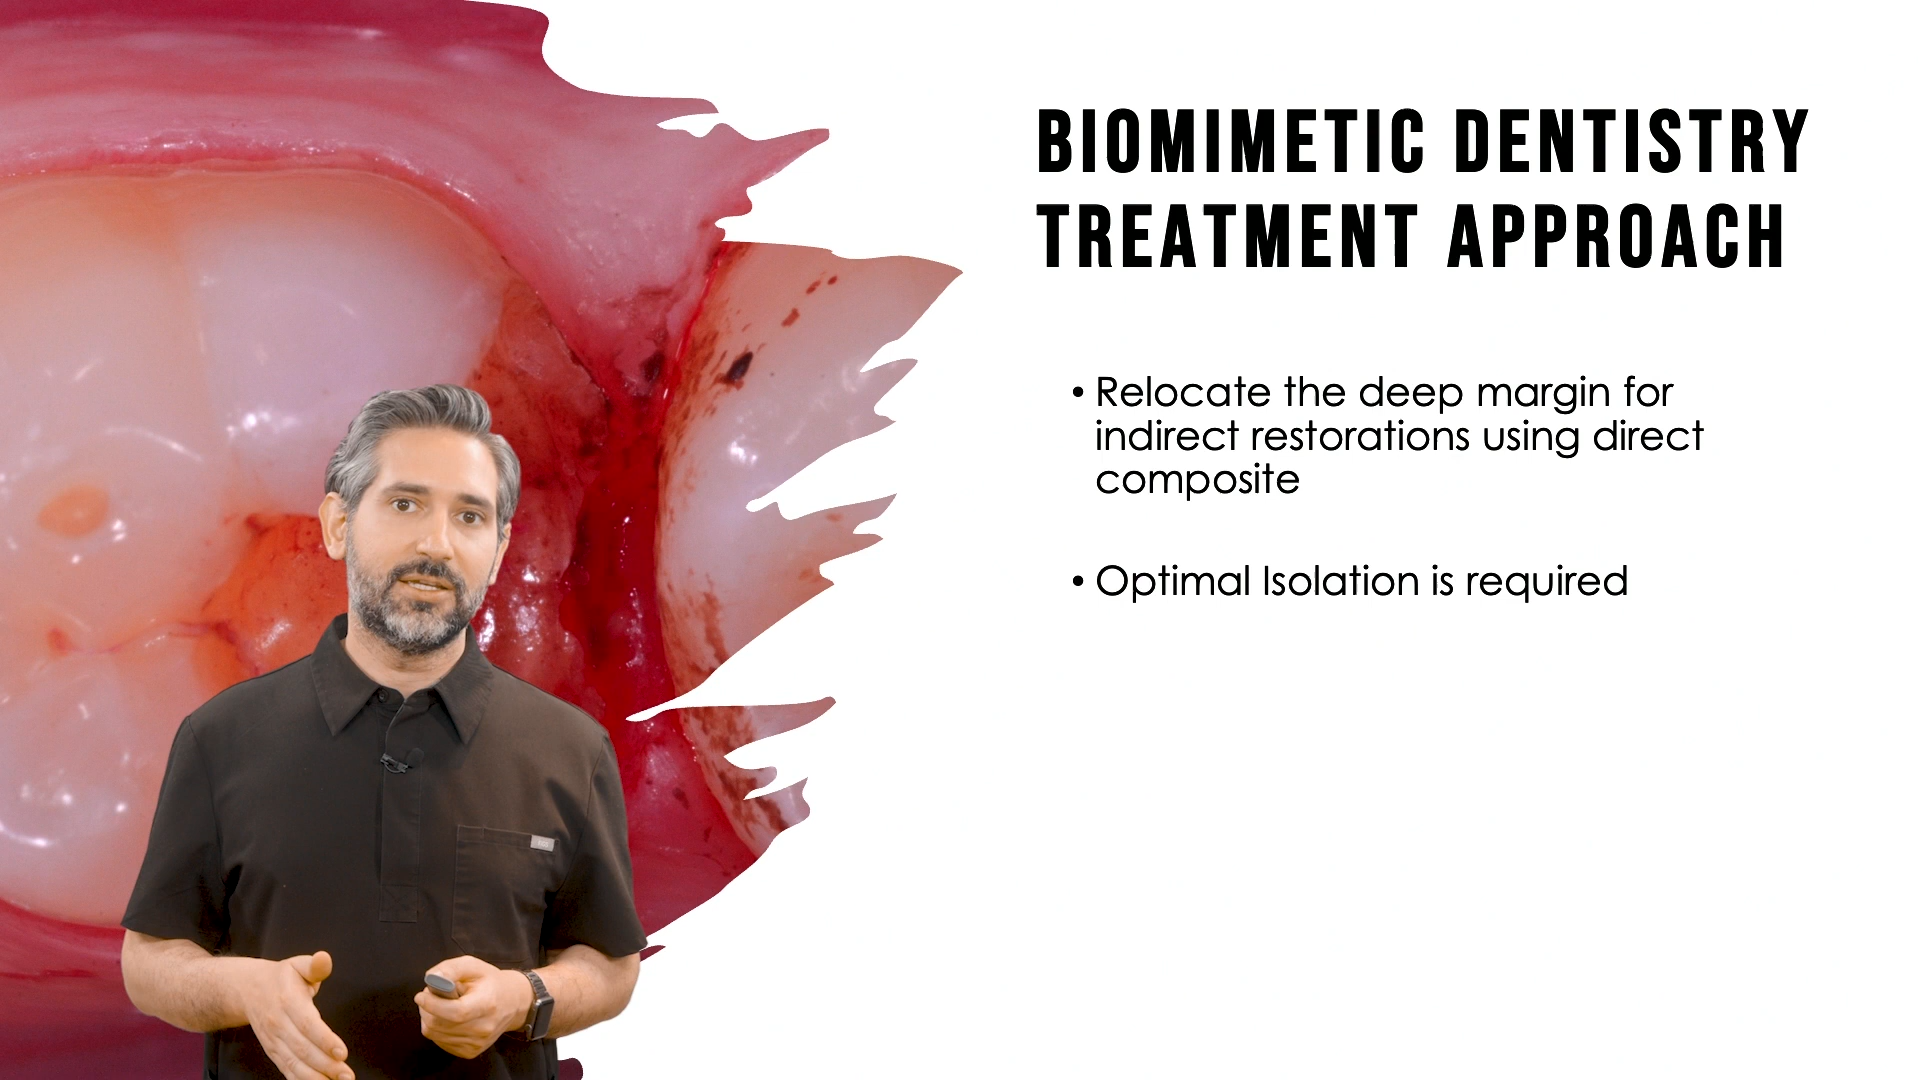 BIOMIMETIC DENTISTRY
TREATMENT APPROACH
• Relocate the deep margin for
indirect restorations using direct
composite
• Optimal Isolation is required